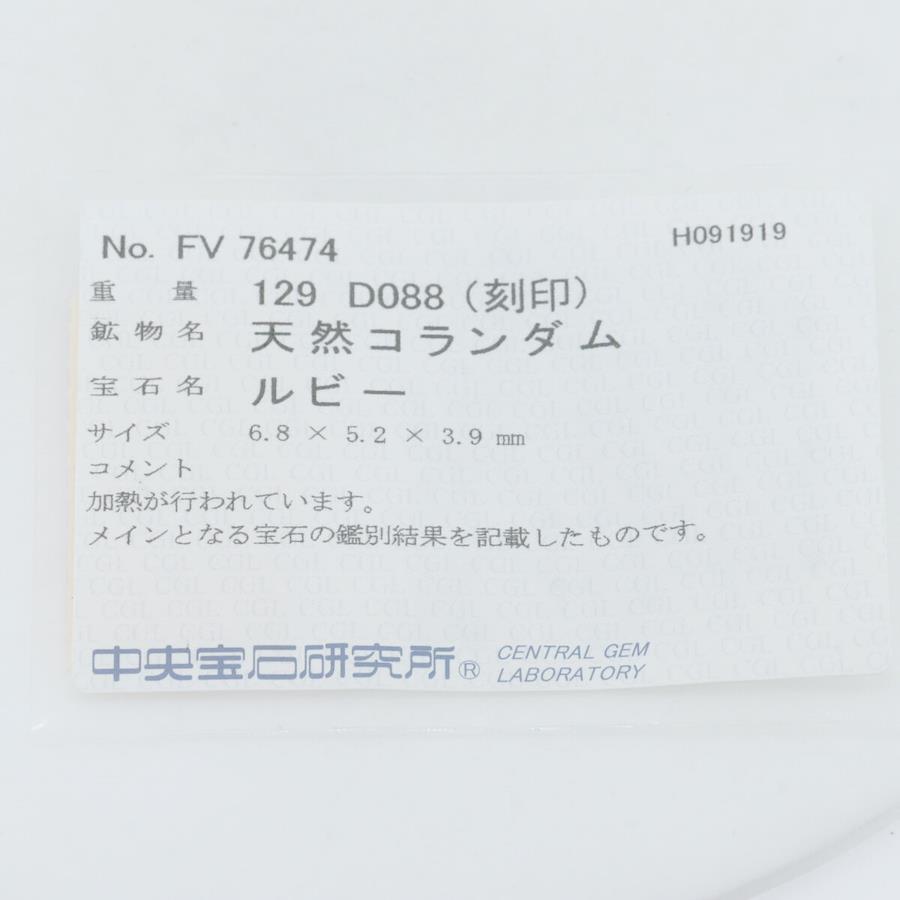 No. FV 76474 H091919
重量 129 D088（刻印）
鉱物名 天然コランダム
宝石名 ルビー
サイズ 6.8 × 5.2 × 3.9 mm
コメント
加熱が行われています。
メインとなる宝石の鑑別結果を記載したものです。
中央宝石研究所® CENTRAL GEM
LABORATORY